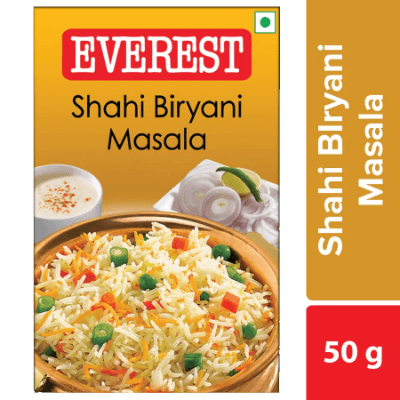 EVEREST
Shahi Biryani
Masala
Shahi BIryani
Masala
50 g